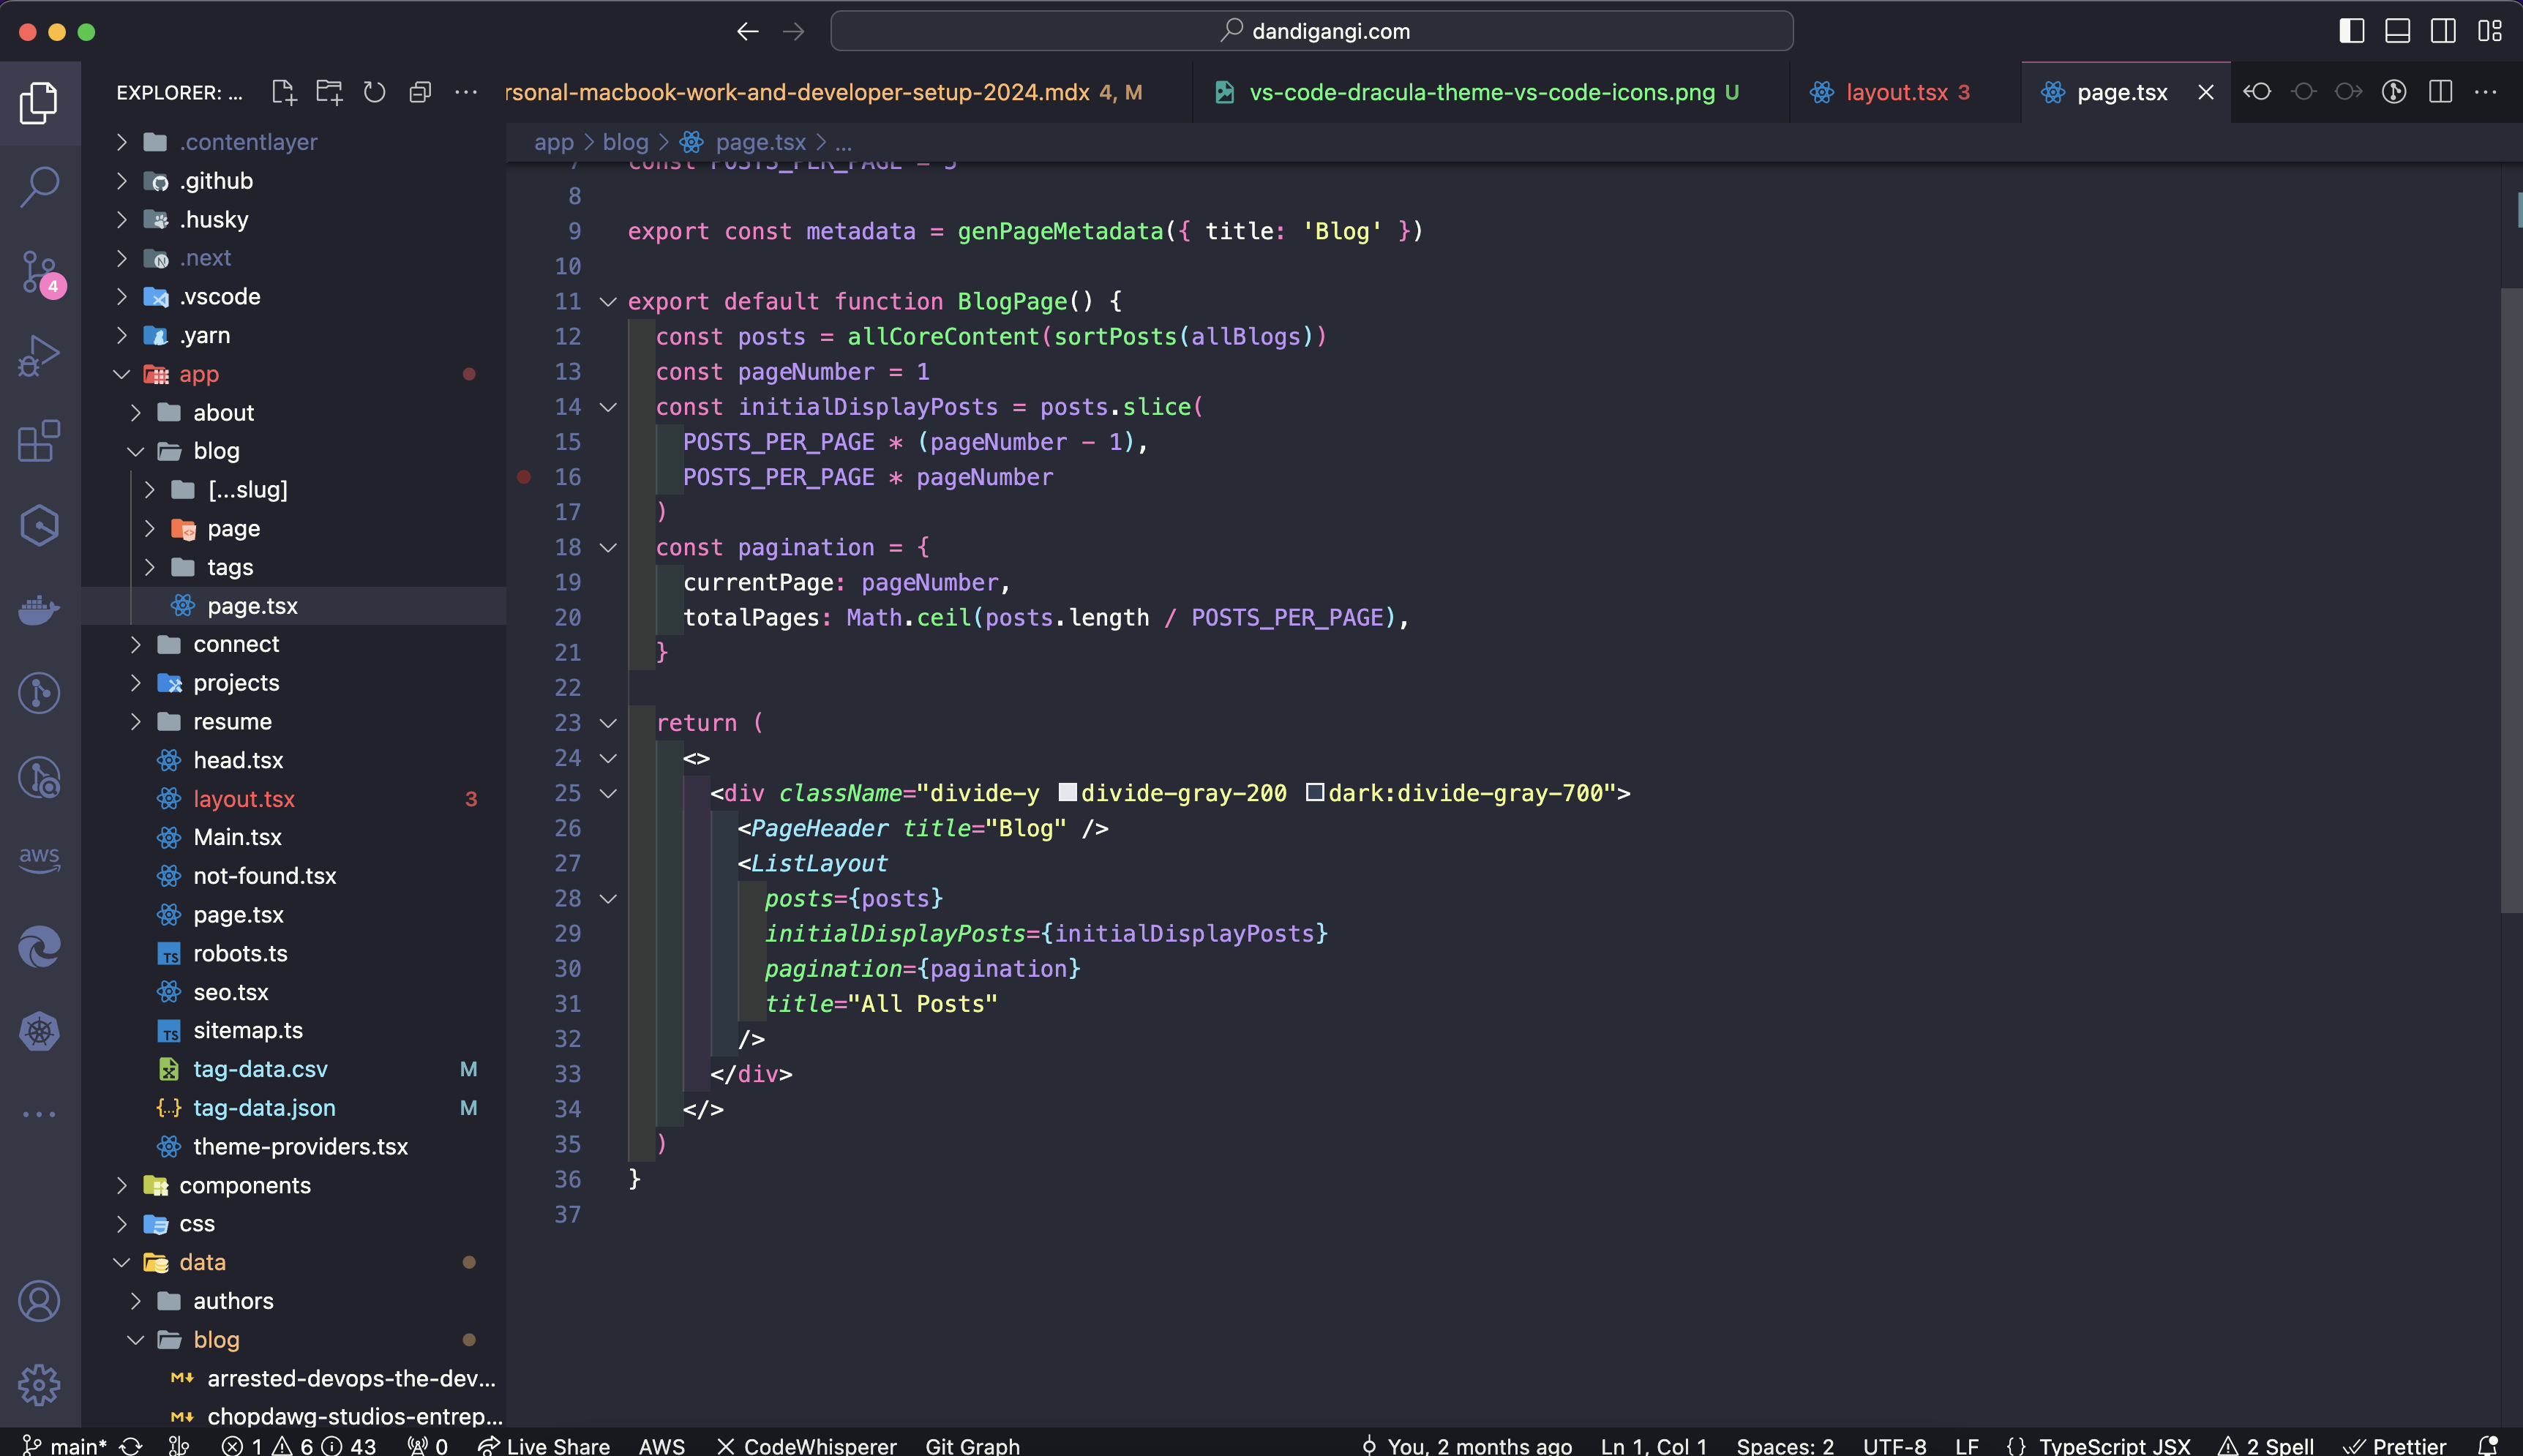 dandigangi.com
EXPLORER: ...
rsonal-macbook-work-and-developer-setup-2024.mdx 4, M
vs-code-dracula-theme-vs-code-icons.png U
layout.tsx 3
page.tsx
app > blog > page.tsx > ...
4
.contentlayer
.github
.husky
.next
.vscode
.yarn
app
about
blog
[...slug]
page
tags
page.tsx
connect
projects
resume
head.tsx
layout.tsx 3
Main.tsx
not-found.tsx
page.tsx
robots.ts
seo.tsx
sitemap.ts
tag-data.csv M
tag-data.json M
theme-providers.tsx
components
css
data
authors
blog
arrested-devops-the-dev...
chopdawg-studios-entrep...
aws
7 const POSTS_PER_PAGE = 5
8
9 export const metadata = genPageMetadata({ title: 'Blog' })
10
11 export default function BlogPage() {
12 const posts = allCoreContent(sortPosts(allBlogs))
13 const pageNumber = 1
14 const initialDisplayPosts = posts.slice(
15 POSTS_PER_PAGE * (pageNumber - 1),
16 POSTS_PER_PAGE * pageNumber
17 )
18 const pagination = {
19 currentPage: pageNumber,
20 totalPages: Math.ceil(posts.length / POSTS_PER_PAGE),
21 }
22
23 return (
24 <>
25 <div className="divide-y divide-gray-200 dark:divide-gray-700">
26 <PageHeader title="Blog" />
27 <ListLayout
28 posts={posts}
29 initialDisplayPosts={initialDisplayPosts}
30 pagination={pagination}
31 title="All Posts"
32 />
33 </div>
34 </>
35 )
36 }
37
main* 1 6 43 0 Live Share AWS CodeWhisperer Git Graph You, 2 months ago Ln 1, Col 1 Spaces: 2 UTF-8 LF {} TypeScript JSX 2 Spell Prettier